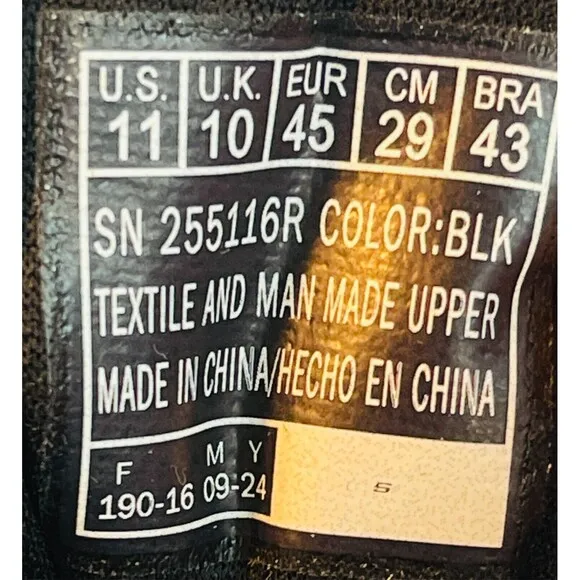 U.S. U.K. EUR CM BRA
11 10 45 29 43
SN 255116R COLOR:BLK
TEXTILE AND MAN MADE UPPER
MADE IN CHINA/HECHO EN CHINA
F M Y
190-16 09-24
S